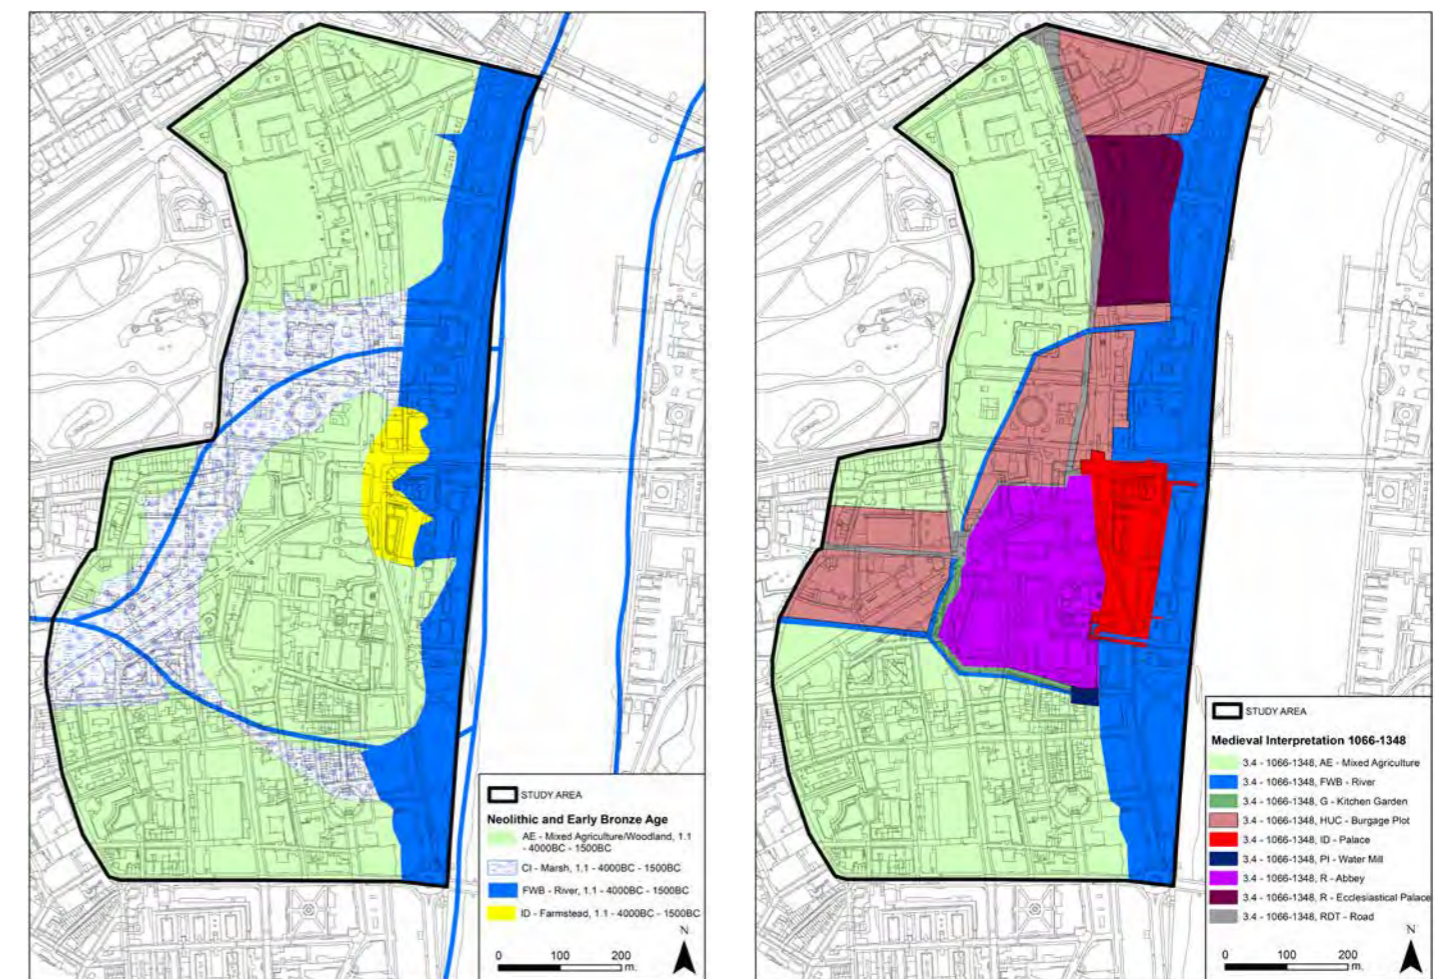 STUDY AREA
Neolithic and Early Bronze Age
AE - Mixed Agriculture/Woodland, 1.1
- 4000BC - 1500BC
CI - Marsh, 1.1 - 4000BC - 1500BC
FWB - River, 1.1 - 4000BC - 1500BC
ID - Farmstead, 1.1 - 4000BC - 1500BC
N
0 100 200
m.
STUDY AREA
Medieval Interpretation 1066-1348
3.4 - 1066-1348, AE - Mixed Agriculture
3.4 - 1066-1348, FWB - River
3.4 - 1066-1348, G - Kitchen Garden
3.4 - 1066-1348, HUC - Burgage Plot
3.4 - 1066-1348, ID - Palace
3.4 - 1066-1348, PI - Water Mill
3.4 - 1066-1348, R - Abbey
3.4 - 1066-1348, R - Ecclesiastical Palace
3.4 - 1066-1348, RDT - Road
N
0 100 200
m.